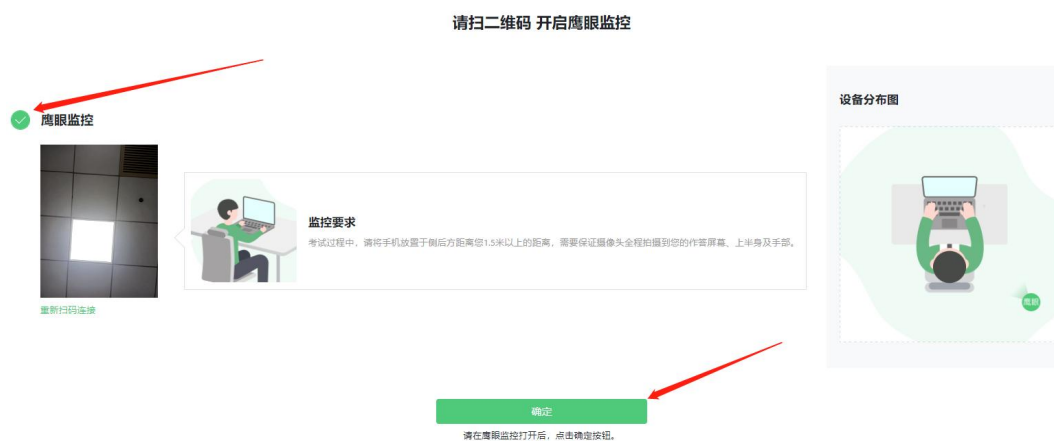 请扫二维码 开启鹰眼监控
鹰眼监控
重新扫码连接
监控要求
考试过程中，请将手机放置于侧后方距离您1.5米以上的距离，需要保证摄像头全程拍摄到您的作答屏幕、上半身及手部。
设备分布图
鹰眼
确定
请在鹰眼监控打开后，点击确定按钮。